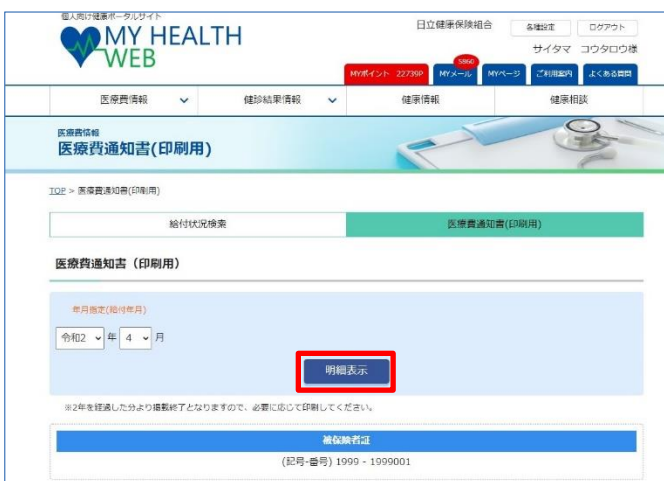 個人向け健康ポータルサイト
MY HEALTH
WEB
日立健康保険組合
各種設定
ログアウト
サイタマ コウタロウ様
5860
MYポイント 22739P
MYメール
MYページ
ご利用案内
よくある質問
医療費情報
健診結果情報
健康情報
健康相談
医療費情報
医療費通知書(印刷用)
TOP > 医療費通知書(印刷用)
給付状況検索
医療費通知書(印刷用)
医療費通知書（印刷用）
年月指定(給付年月)
令和2 年 4 月
明細表示
※2年を経過した分より掲載終了となりますので、必要に応じて印刷してください。
被保険者証
(記号-番号) 1999 - 1999001